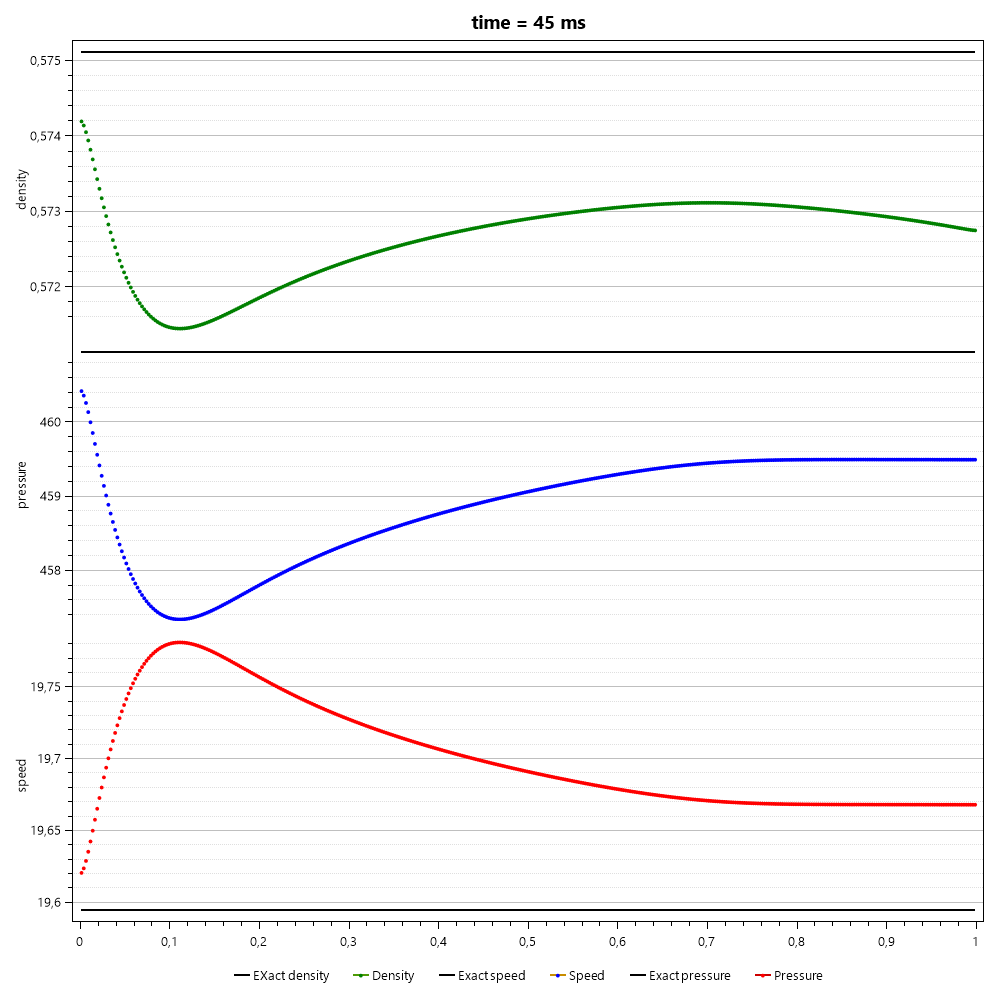 time = 45 ms
0,575
0,574
0,573
0,572
density
460
459
458
pressure
19,75
19,7
19,65
19,6
speed
0 0,1 0,2 0,3 0,4 0,5 0,6 0,7 0,8 0,9 1
EXact density Density Exact speed Speed Exact pressure Pressure